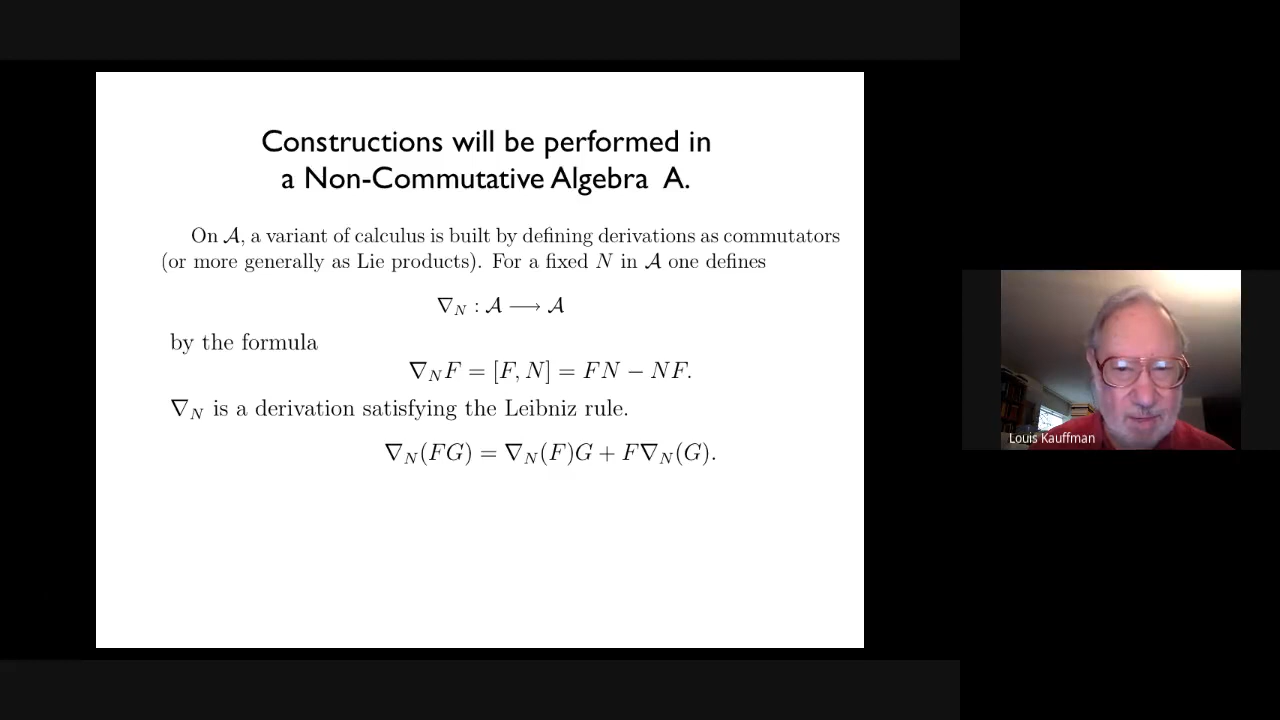 Constructions will be performed in
a Non-Commutative Algebra A.
On 𝒜, a variant of calculus is built by defining derivations as commutators
(or more generally as Lie products). For a fixed N in 𝒜 one defines
∇_N : 𝒜 ⟶ 𝒜
by the formula
∇_N F = [F, N] = FN − NF.
∇_N is a derivation satisfying the Leibniz rule.
∇_N(FG) = ∇_N(F)G + F∇_N(G).
Louis Kauffman